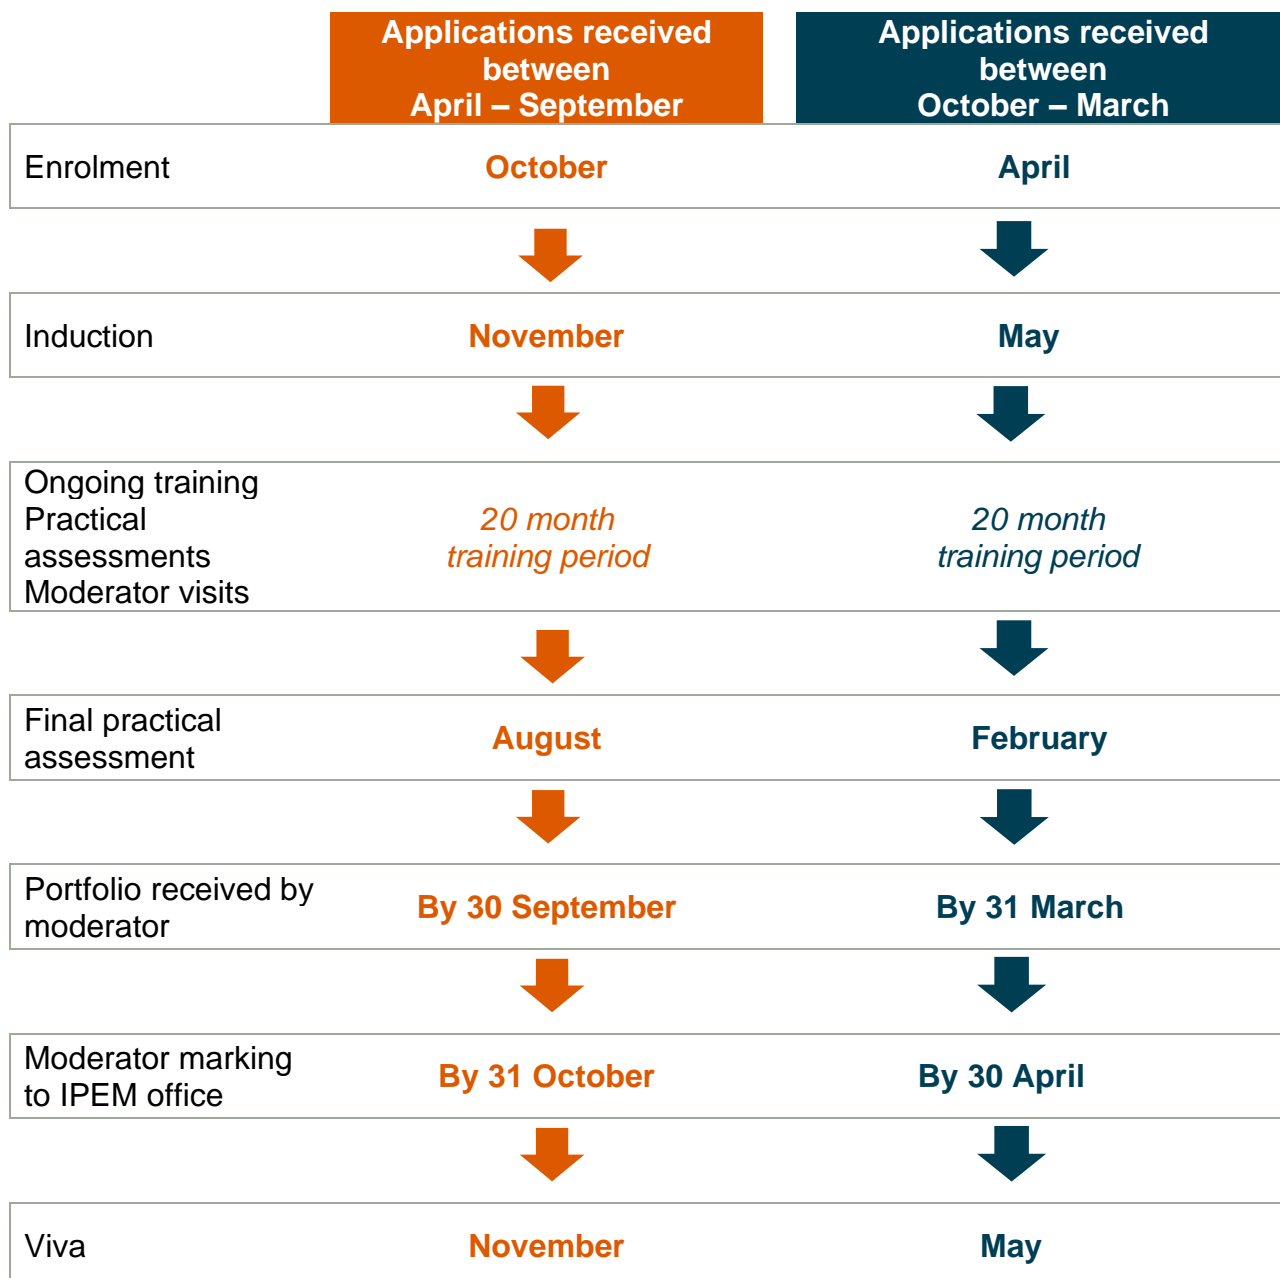 Applications received
between
April – September
Applications received
between
October – March
Enrolment
October
April
Induction
November
May
Ongoing training
Practical
assessments
Moderator visits
20 month
training period
20 month
training period
Final practical
assessment
August
February
Portfolio received by
moderator
By 30 September
By 31 March
Moderator marking
to IPEM office
By 31 October
By 30 April
Viva
November
May